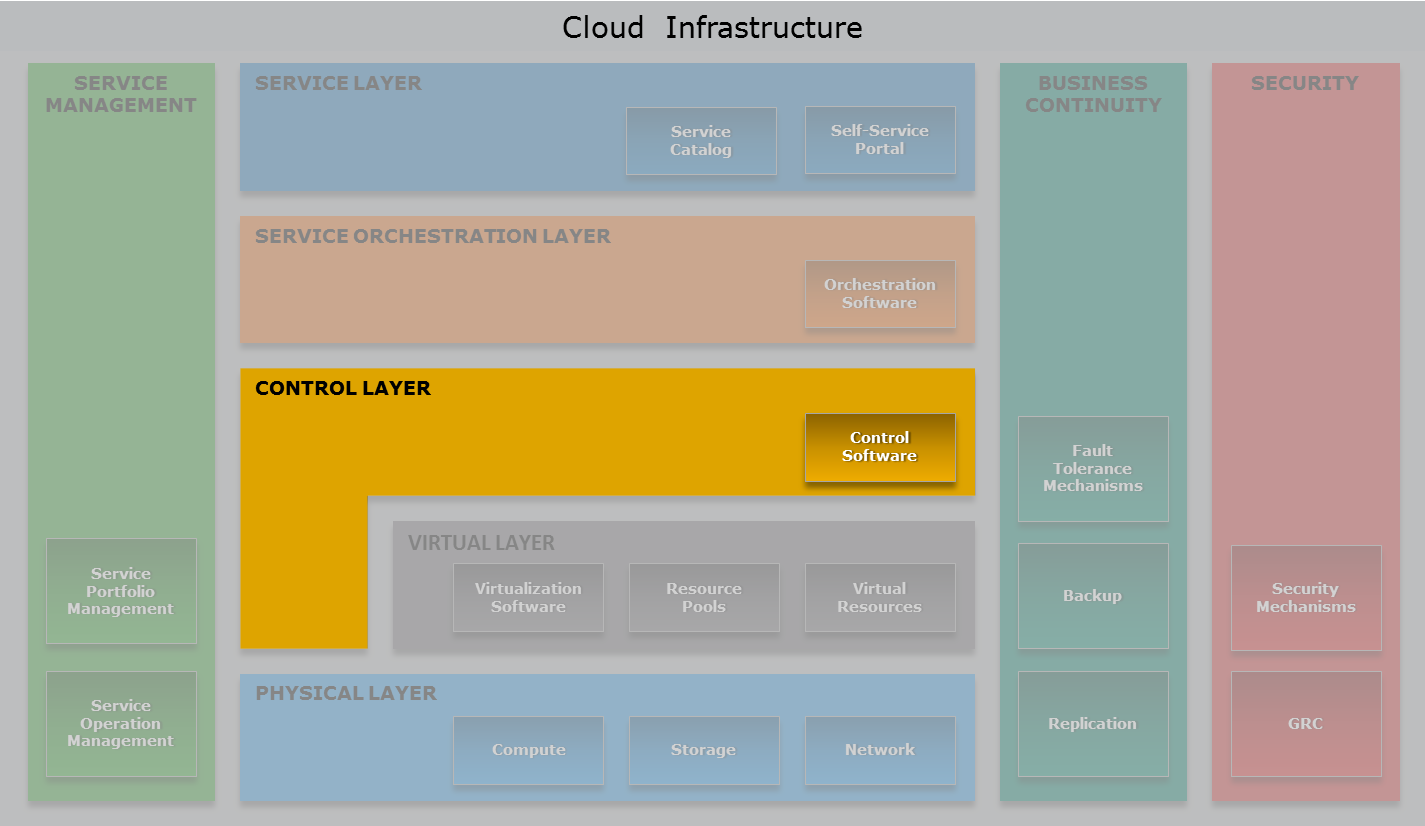 Cloud Infrastructure
SERVICE
MANAGEMENT
Service
Portfolio
Management
Service
Operation
Management
SERVICE LAYER
Service
Catalog
Self-Service
Portal
SERVICE ORCHESTRATION LAYER
Orchestration
Software
CONTROL LAYER
Control
Software
VIRTUAL LAYER
Virtualization
Software
Resource
Pools
Virtual
Resources
PHYSICAL LAYER
Compute
Storage
Network
BUSINESS
CONTINUITY
Fault
Tolerance
Mechanisms
Backup
Replication
SECURITY
Security
Mechanisms
GRC